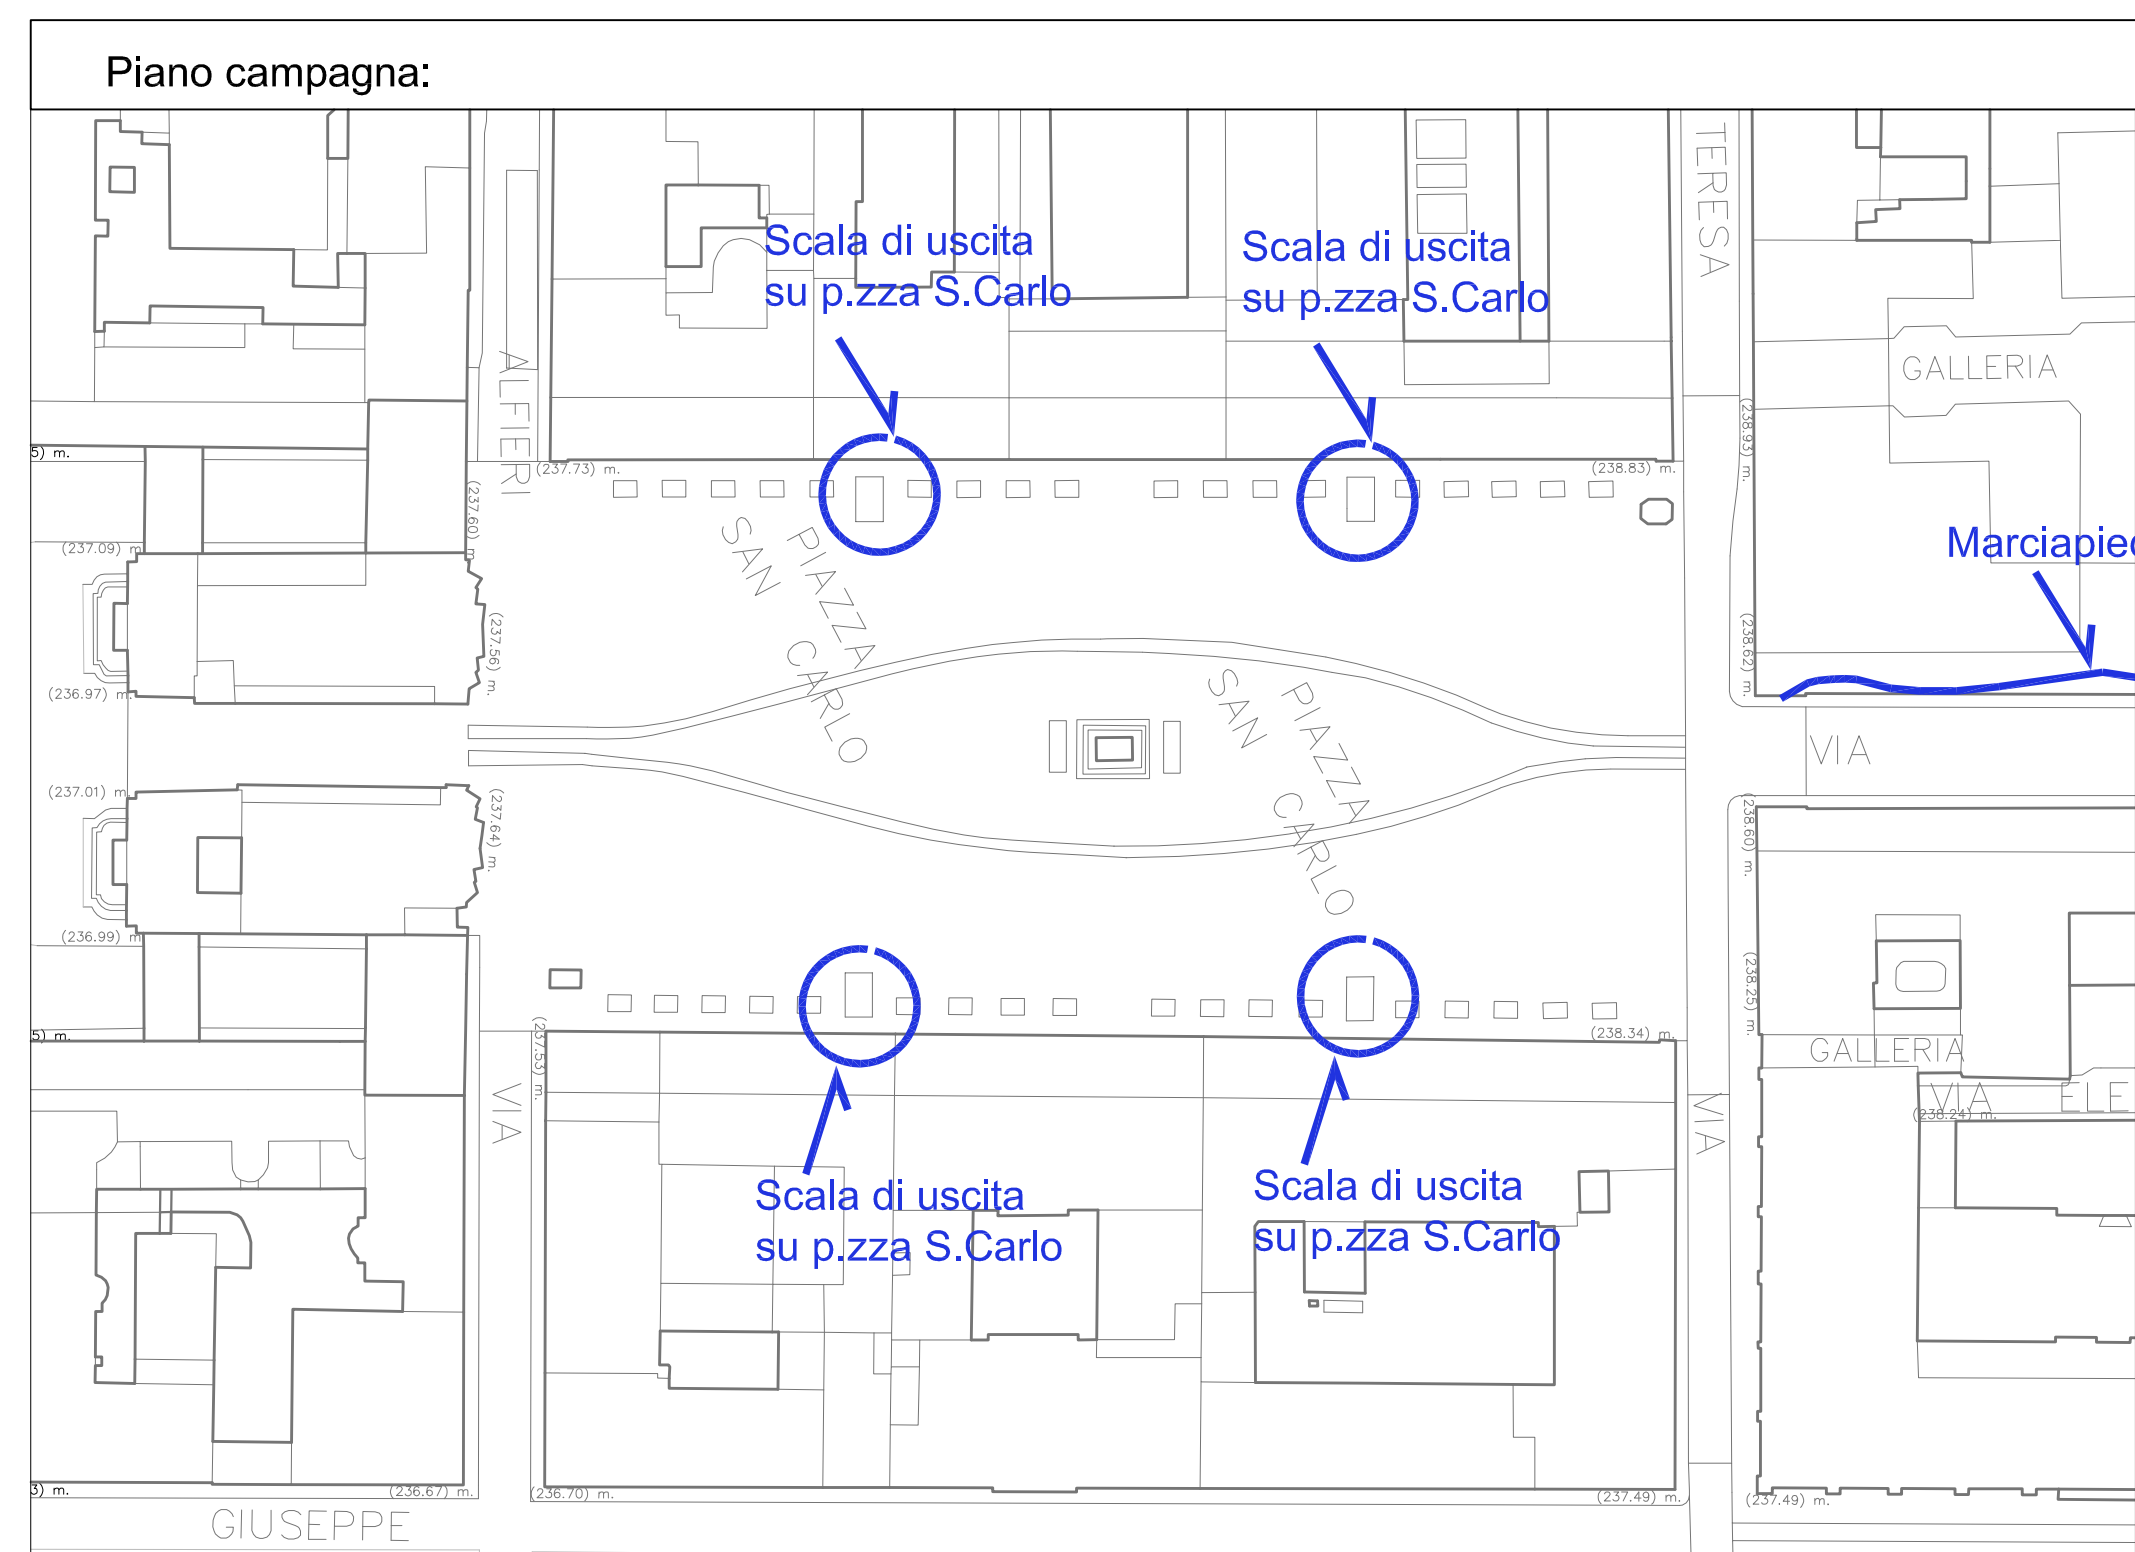 Piano campagna:
TERESA
Scala di uscita
su p.zza S.Carlo
Scala di uscita
su p.zza S.Carlo
ALFIERI
GALLERIA
(238.93) m.
5) m.
(237.73) m.
(238.83) m.
(237.60) m.
(237.09) m
PIAZZA
SAN CARLO
(237.56) m.
(238.62) m.
(236.97) m.
PIAZZA
SAN CARLO
VIA
(237.01) m.
(237.64) m.
(238.60) m.
(236.99) m
(238.25) m.
5) m.
(237.53) m.
(238.34) m.
GALLERIA
VIA
VIA
VIA ELE
(238.24) m.
Scala di uscita
su p.zza S.Carlo
Scala di uscita
su p.zza S.Carlo
3) m.
(236.67) m.
(236.70) m.
(237.49) m.
(237.49) m.
GIUSEPPE